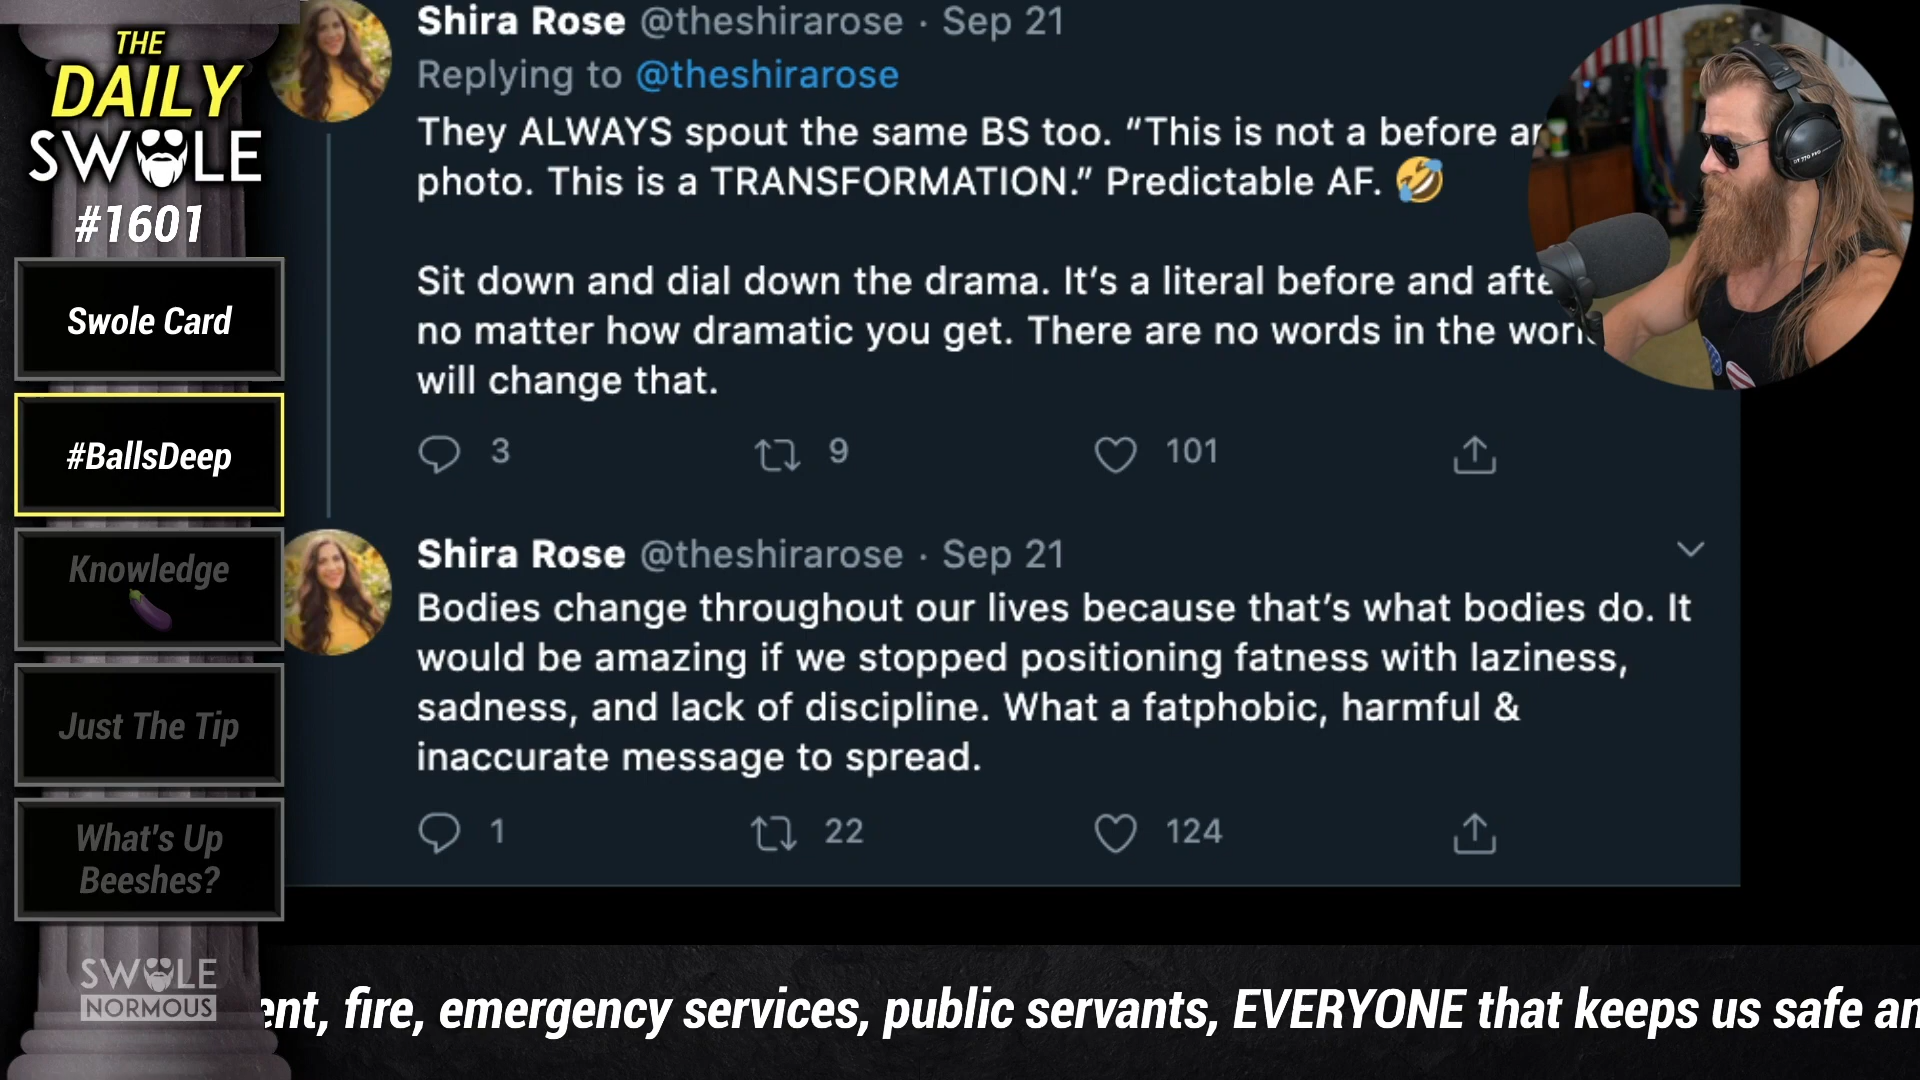 THE
DAILY
SWOLE
#1601
Swole Card
#BallsDeep
Knowledge
Just The Tip
What's Up
Beeshes?
SWOLE
NORMOUS
Shira Rose @theshirarose · Sep 21
Replying to @theshirarose
They ALWAYS spout the same BS too. “This is not a before
photo. This is a TRANSFORMATION.” Predictable AF. 🤣
Sit down and dial down the drama. It’s a literal before and
no matter how dramatic you get. There are no words in the
will change that.
3 9 101
Shira Rose @theshirarose · Sep 21
Bodies change throughout our lives because that’s what bodies do. It
would be amazing if we stopped positioning fatness with laziness,
sadness, and lack of discipline. What a fatphobic, harmful &
inaccurate message to spread.
1 22 124
ent, fire, emergency services, public servants, EVERYONE that keeps us safe an